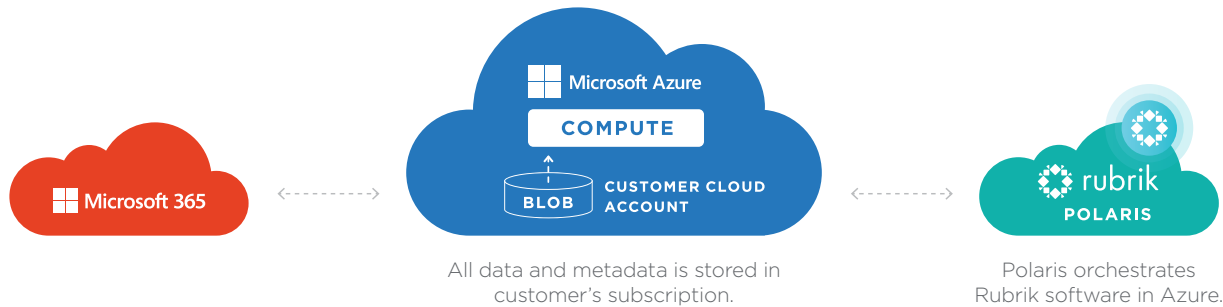 Microsoft 365
Microsoft Azure
COMPUTE
BLOB
CUSTOMER CLOUD
ACCOUNT
All data and metadata is stored in
customer’s subscription.
rubrik
POLARIS
Polaris orchestrates
Rubrik software in Azure.